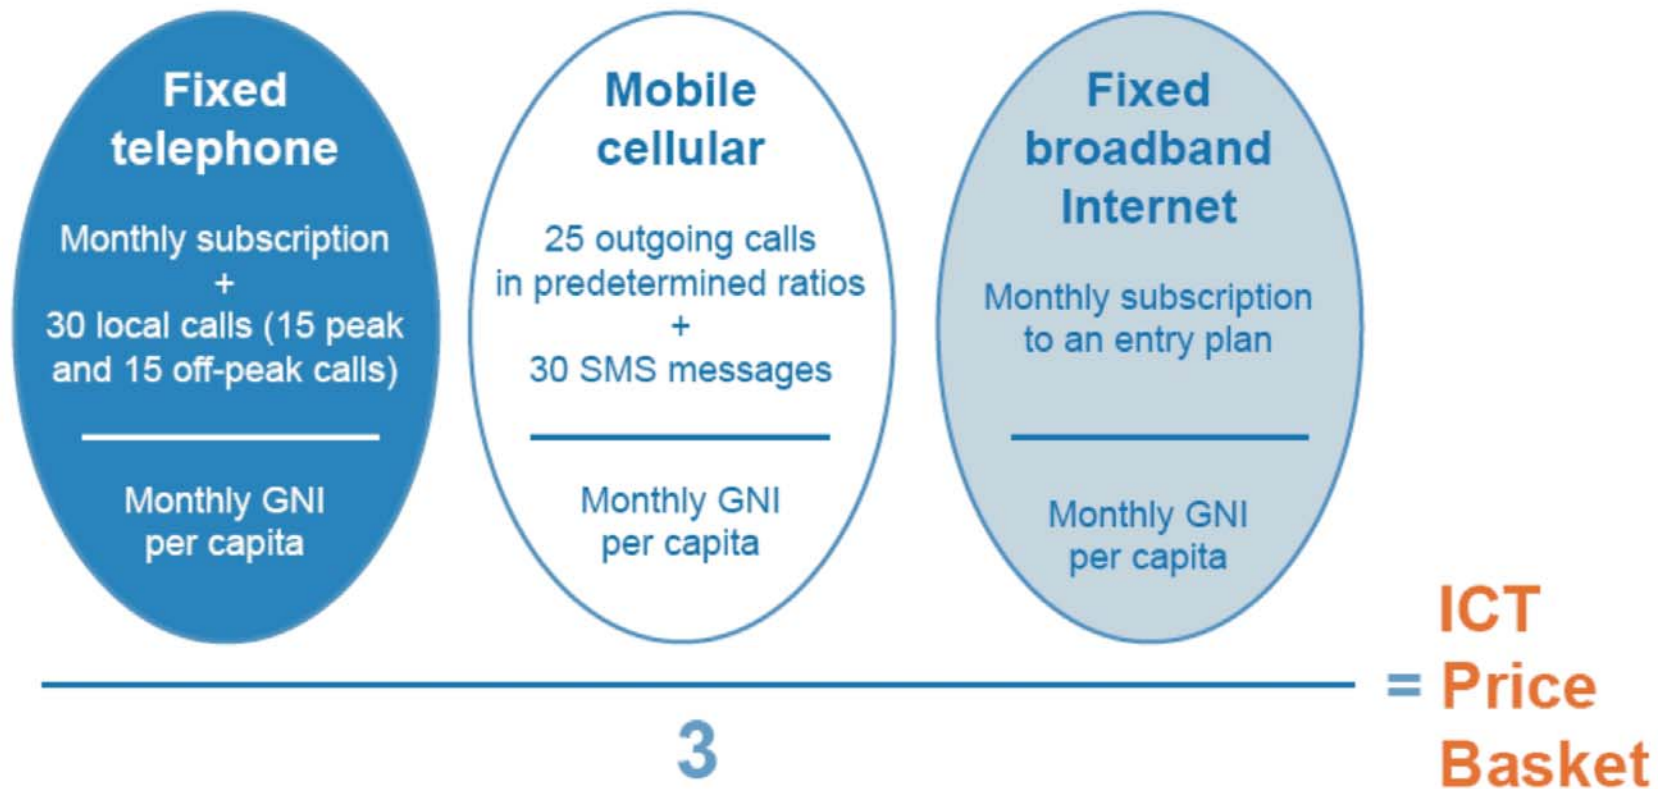 Fixed
telephone
Monthly subscription
+
30 local calls (15 peak
and 15 off-peak calls)
Monthly GNI
per capita
Mobile
cellular
25 outgoing calls
in predetermined ratios
+
30 SMS messages
Monthly GNI
per capita
Fixed
broadband
Internet
Monthly subscription
to an entry plan
Monthly GNI
per capita
3
= ICT
Price
Basket